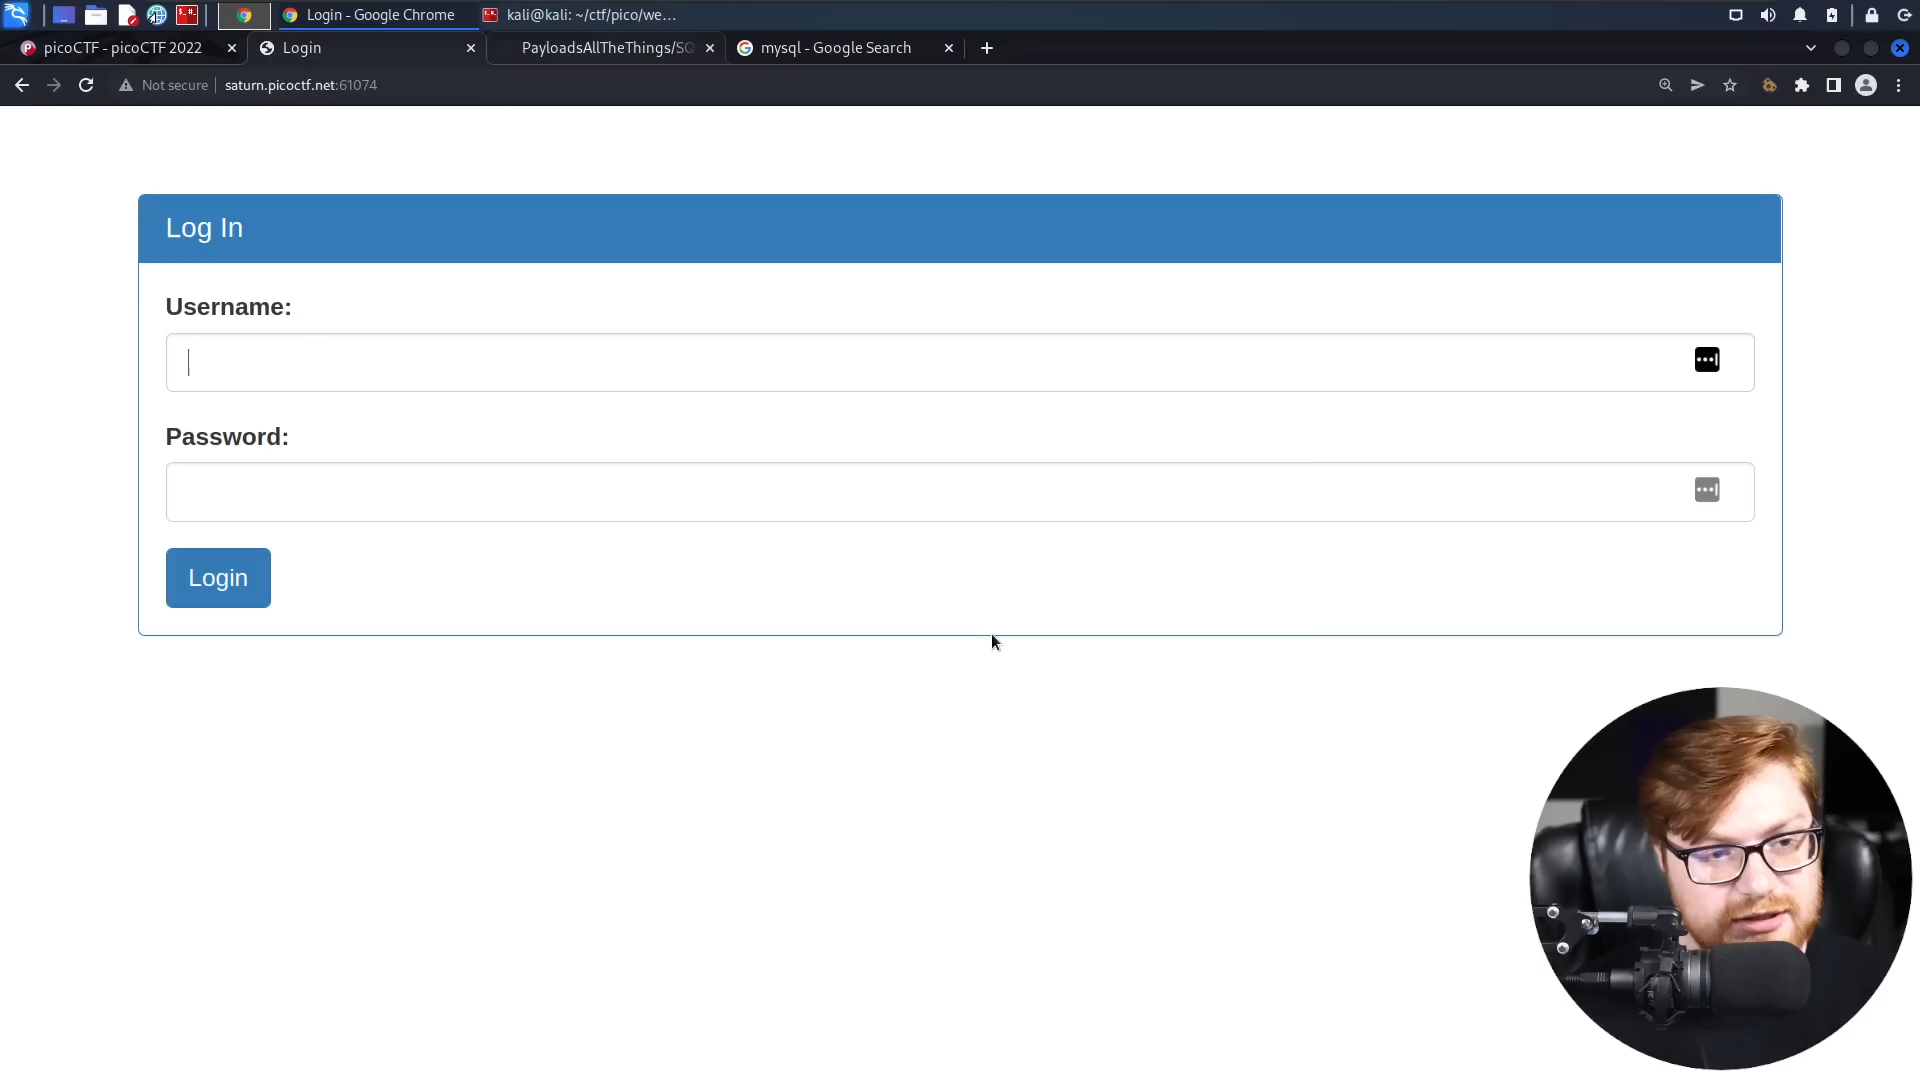 Login - Google Chrome
kali@kali: ~/ctf/pico/we...
picoCTF - picoCTF 2022
Login
PayloadsAllTheThings/SQ
mysql - Google Search
Not secure
saturn.picoctf.net:61074
Log In
Username:
Password:
Login